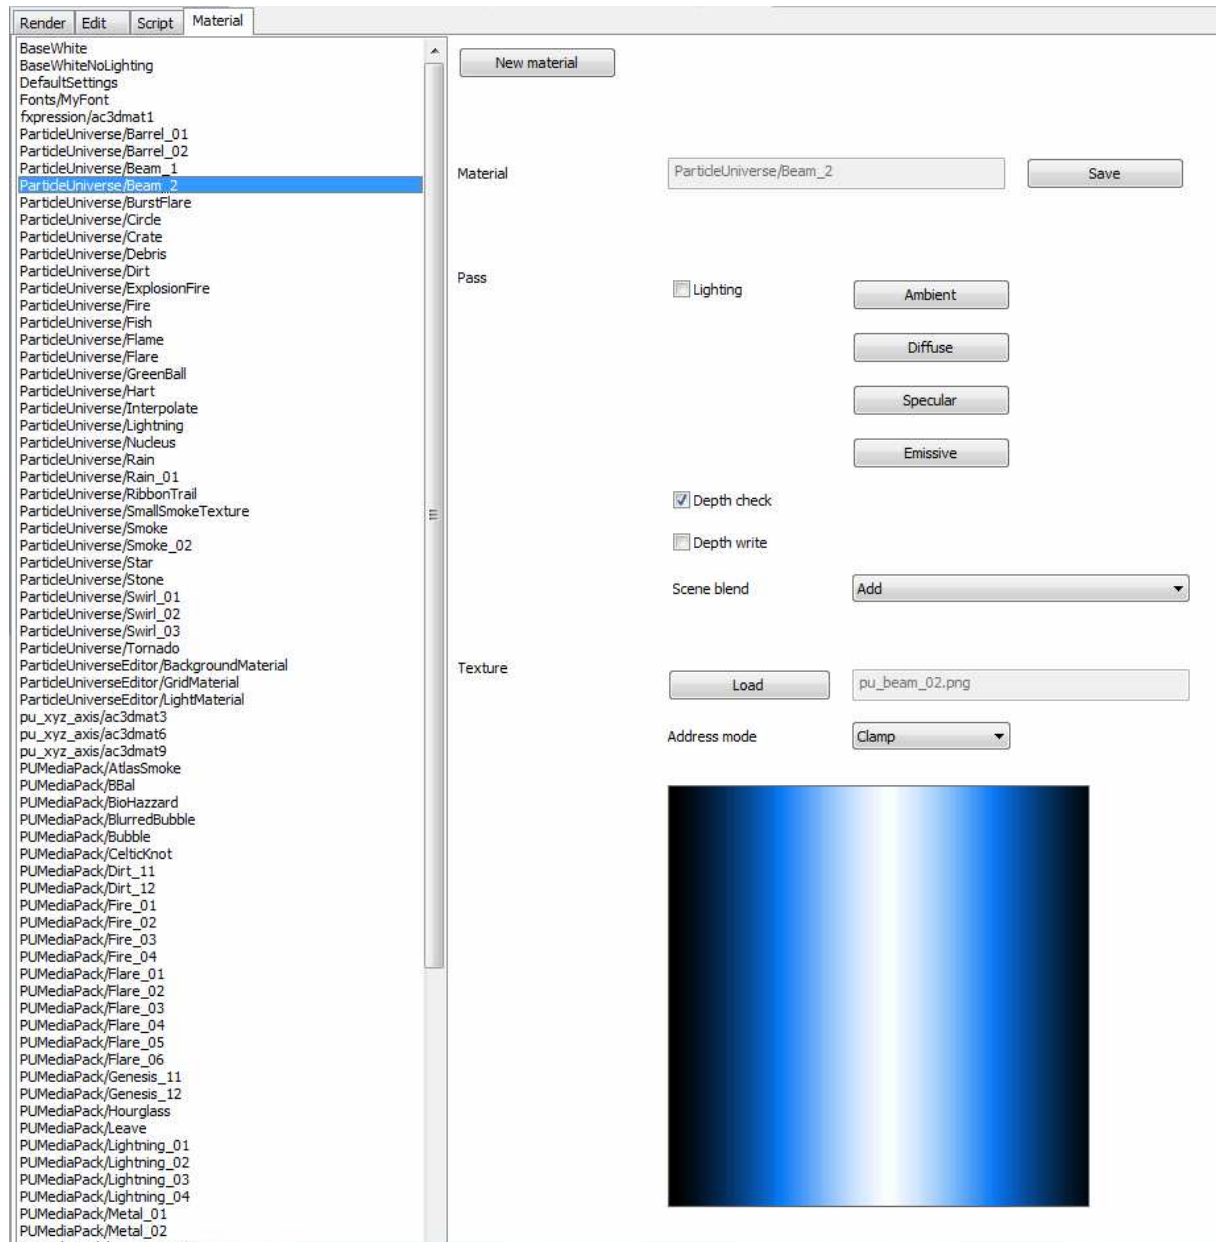 Render Edit Script Material
BaseWhite
BaseWhiteNoLighting
DefaultSettings
Fonts/MyFont
fxpression/ac3dmat1
ParticleUniverse/Barrel_01
ParticleUniverse/Barrel_02
ParticleUniverse/Beam_1
ParticleUniverse/Beam_2
ParticleUniverse/BurstFlare
ParticleUniverse/Circle
ParticleUniverse/Crate
ParticleUniverse/Debris
ParticleUniverse/Dirt
ParticleUniverse/ExplosionFire
ParticleUniverse/Fire
ParticleUniverse/Fish
ParticleUniverse/Flame
ParticleUniverse/Flare
ParticleUniverse/GreenBall
ParticleUniverse/Hart
ParticleUniverse/Interpolate
ParticleUniverse/Lightning
ParticleUniverse/Nucleus
ParticleUniverse/Rain
ParticleUniverse/Rain_01
ParticleUniverse/RibbonTrail
ParticleUniverse/SmallSmokeTexture
ParticleUniverse/Smoke
ParticleUniverse/Smoke_02
ParticleUniverse/Star
ParticleUniverse/Stone
ParticleUniverse/Swirl_01
ParticleUniverse/Swirl_02
ParticleUniverse/Swirl_03
ParticleUniverse/Tornado
ParticleUniverseEditor/BackgroundMaterial
ParticleUniverseEditor/GridMaterial
ParticleUniverseEditor/LightMaterial
pu_xyz_axis/ac3dmat3
pu_xyz_axis/ac3dmat6
pu_xyz_axis/ac3dmat9
PUMediaPack/AtlasSmoke
PUMediaPack/BBal
PUMediaPack/BioHazzard
PUMediaPack/BlurredBubble
PUMediaPack/Bubble
PUMediaPack/CelticKnot
PUMediaPack/Dirt_11
PUMediaPack/Dirt_12
PUMediaPack/Fire_01
PUMediaPack/Fire_02
PUMediaPack/Fire_03
PUMediaPack/Fire_04
PUMediaPack/Flare_01
PUMediaPack/Flare_02
PUMediaPack/Flare_03
PUMediaPack/Flare_04
PUMediaPack/Flare_05
PUMediaPack/Flare_06
PUMediaPack/Genesis_11
PUMediaPack/Genesis_12
PUMediaPack/Hourglass
PUMediaPack/Leave
PUMediaPack/Lightning_01
PUMediaPack/Lightning_02
PUMediaPack/Lightning_03
PUMediaPack/Lightning_04
PUMediaPack/Metal_01
PUMediaPack/Metal_02
New material
Material ParticleUniverse/Beam_2 Save
Pass Lighting Ambient
Diffuse
Specular
Emissive
Depth check
Depth write
Scene blend Add
Texture Load pu_beam_02.png
Address mode Clamp